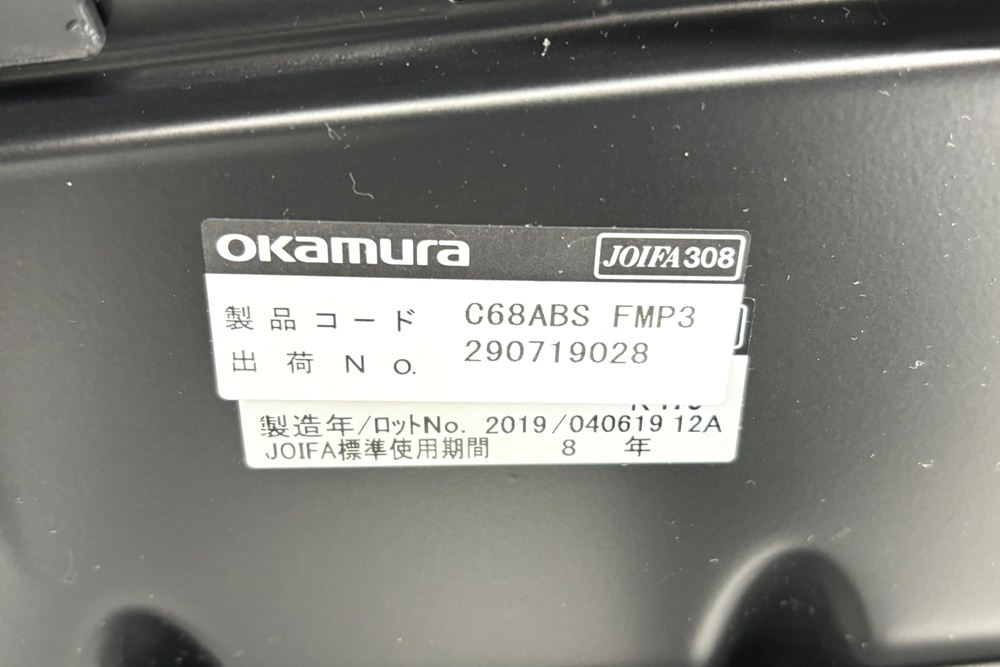 okamura
JOIFA308
製品コード C68ABS FMP3
出荷No. 290719028
製造年/ロットNo. 2019/040619 12A
JOIFA標準使用期間 8 年